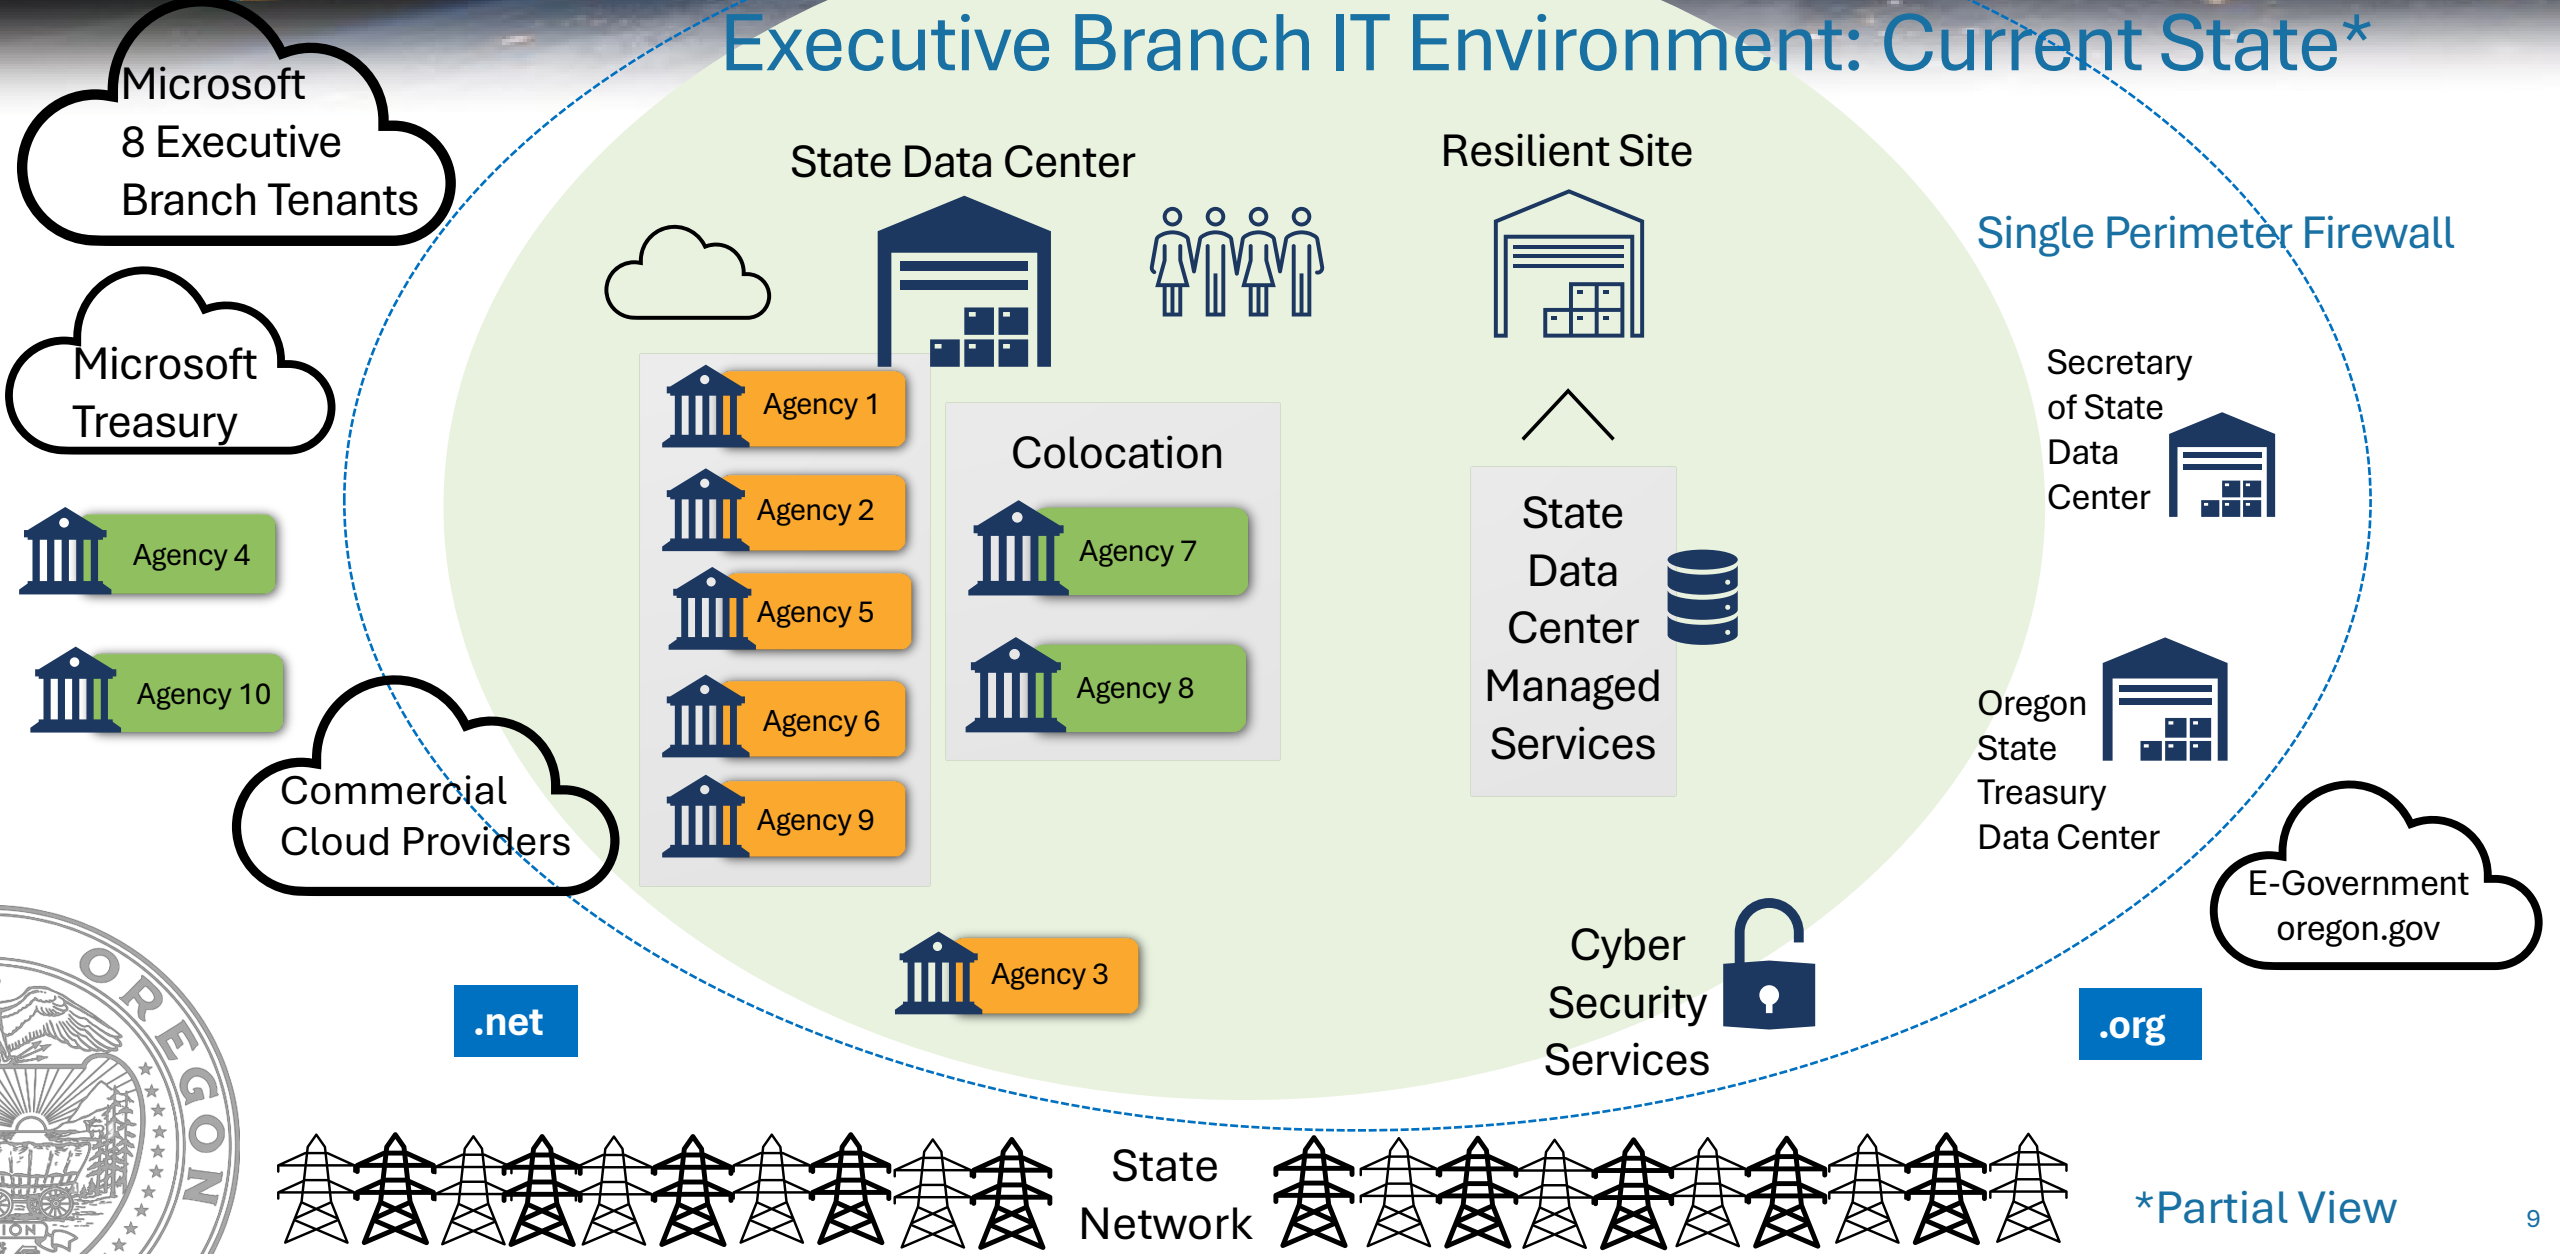 Executive Branch IT Environment: Current State*
Microsoft
8 Executive
Branch Tenants
State Data Center
Resilient Site
Single Perimeter Firewall
Microsoft
Treasury
Secretary
of State
Data
Center
Agency 1
Agency 2
Agency 5
Agency 6
Agency 9
Colocation
Agency 7
Agency 8
State
Data
Center
Managed
Services
Agency 4
Agency 10
Oregon
State
Treasury
Data Center
Commercial
Cloud Providers
E-Government
oregon.gov
Agency 3
Cyber
Security
Services
.net
.org
OREGON
State
Network
*Partial View
9